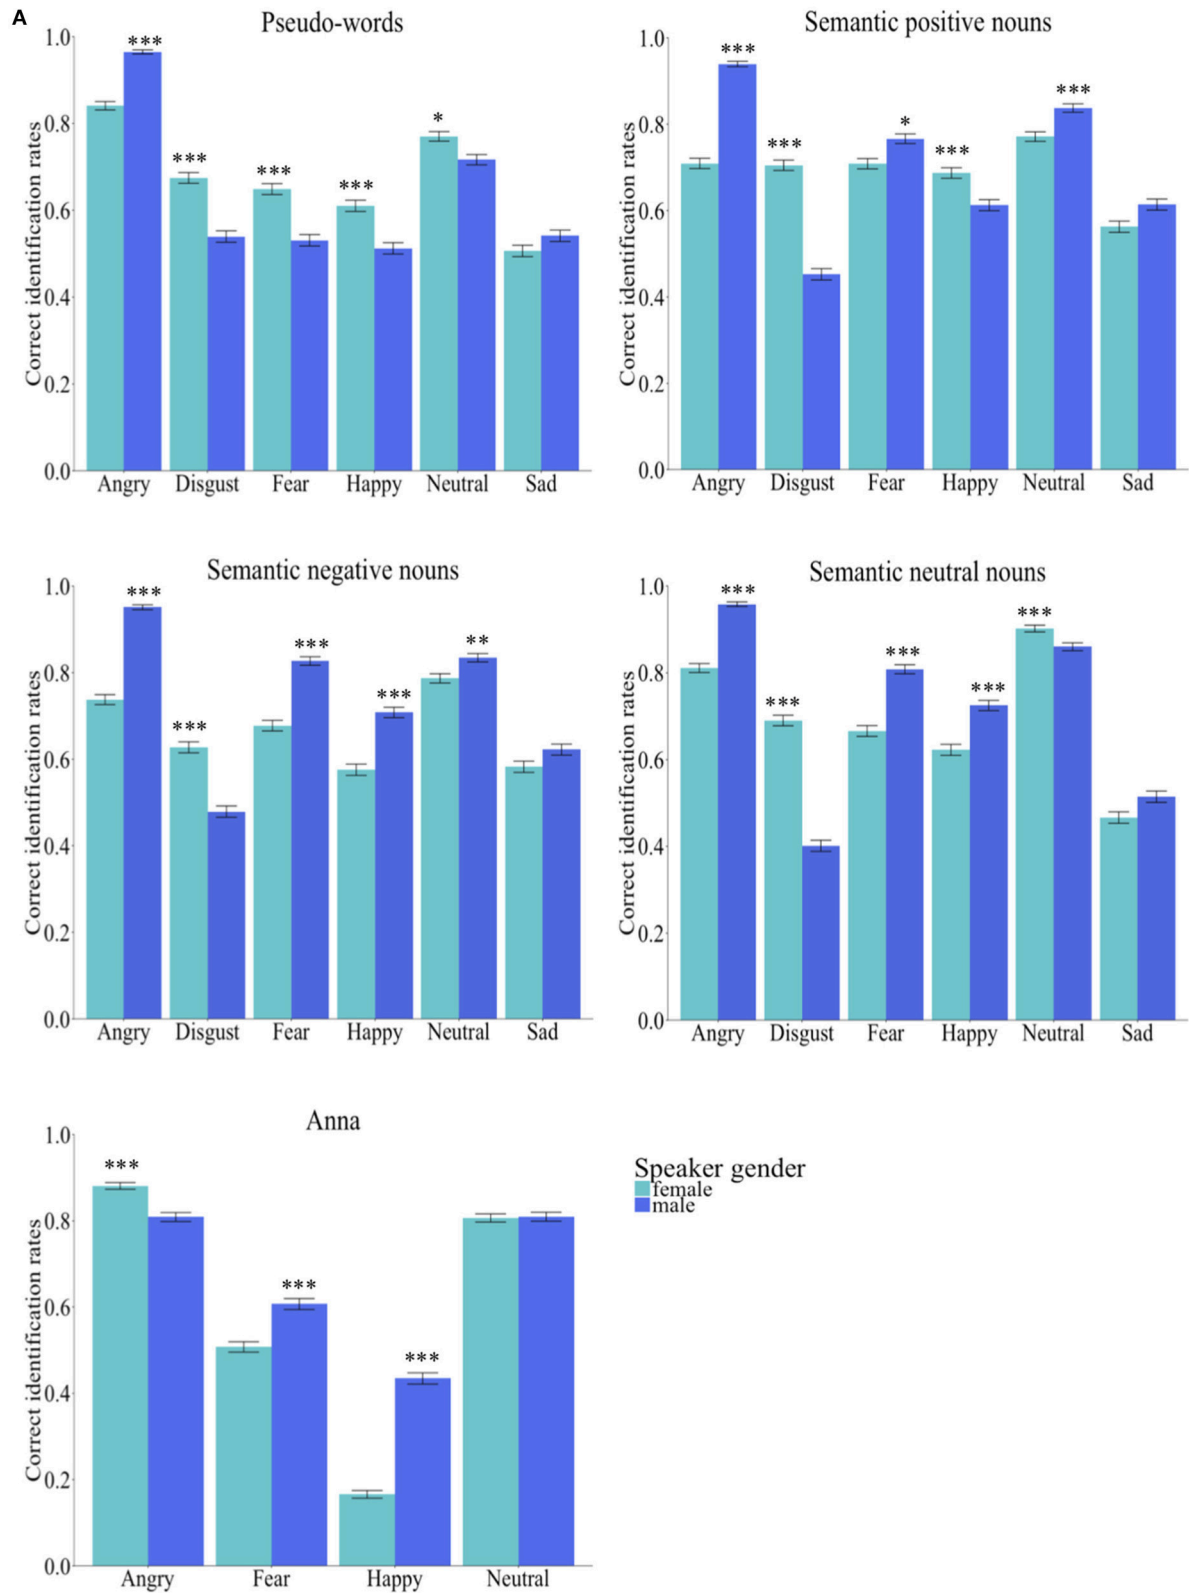 A
Pseudo-words
Correct identification rates
1.0
0.8
0.6
0.4
0.2
0.0
***
***
***
***
*
Angry Disgust Fear Happy Neutral Sad
Semantic positive nouns
Correct identification rates
1.0
0.8
0.6
0.4
0.2
0.0
***
***
*
***
***
Angry Disgust Fear Happy Neutral Sad
Semantic negative nouns
Correct identification rates
1.0
0.8
0.6
0.4
0.2
0.0
***
***
***
***
**
Angry Disgust Fear Happy Neutral Sad
Semantic neutral nouns
Correct identification rates
1.0
0.8
0.6
0.4
0.2
0.0
***
***
***
***
***
Angry Disgust Fear Happy Neutral Sad
Anna
Correct identification rates
1.0
0.8
0.6
0.4
0.2
0.0
***
***
***
Angry Fear Happy Neutral
Speaker gender
female
male